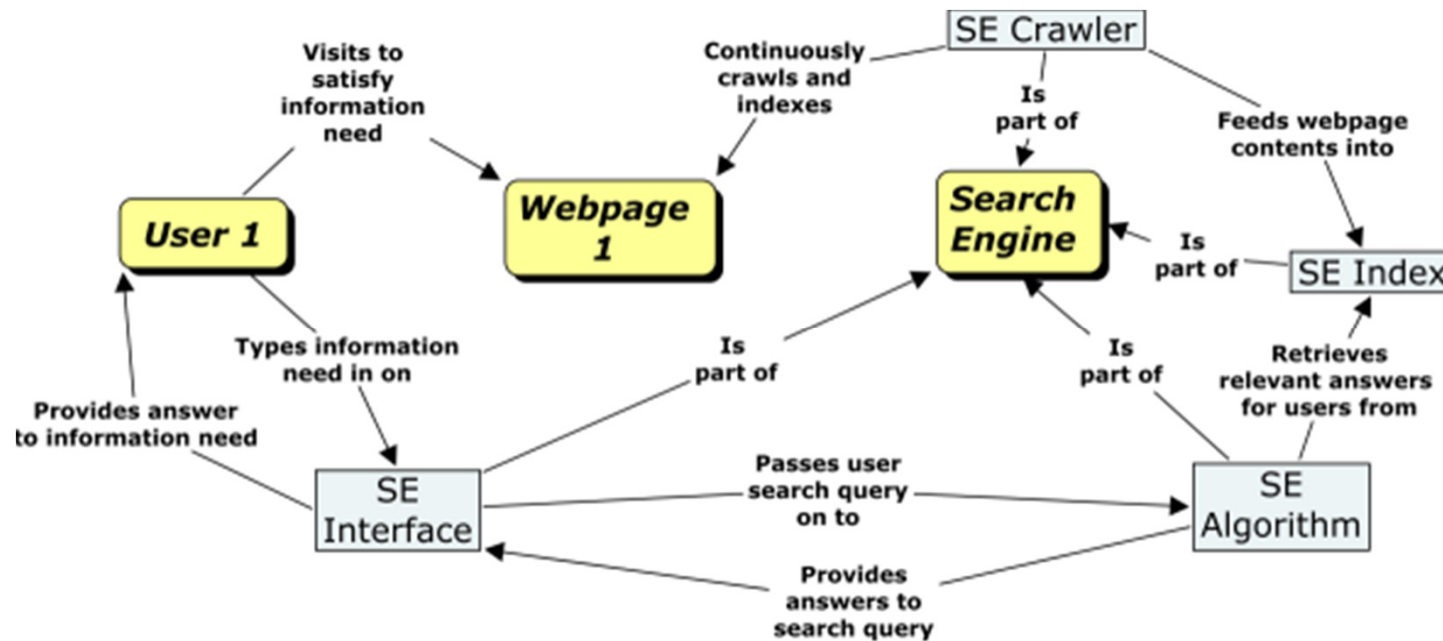 SE Crawler
Visits to
satisfy
information
need
Continuously
crawls and
indexes
Is
part of
Feeds webpage
contents into
User 1
Webpage
1
Search
Engine
Is
part of
SE Index
Types information
need in on
Is
part of
Is
part of
Retrieves
relevant answers
for users from
Provides answer
to information need
SE
Interface
Passes user
search query
on to
SE
Algorithm
Provides
answers to
search query